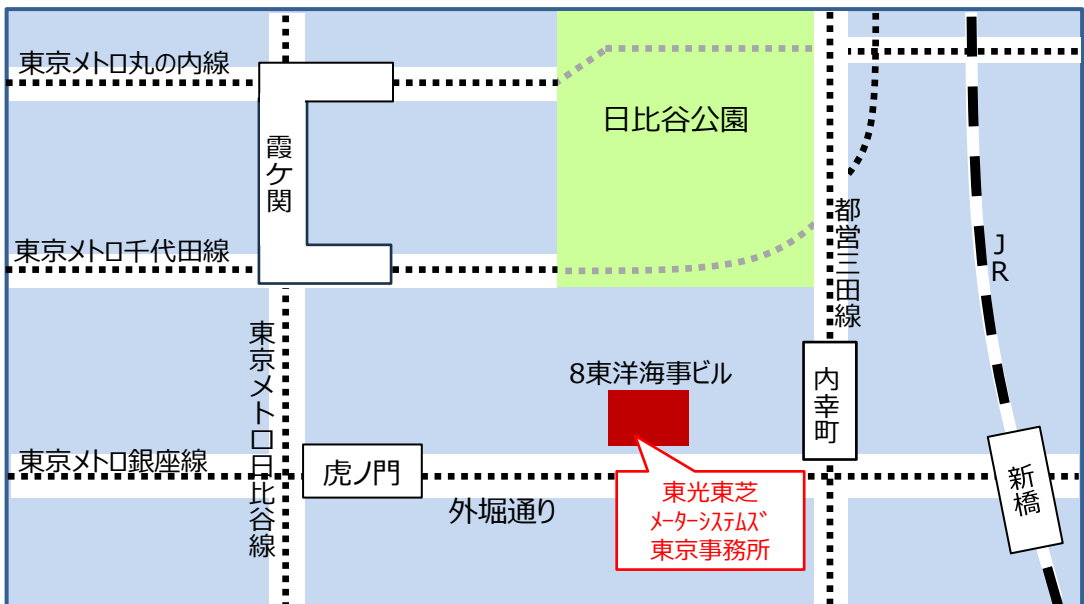 東京メトロ丸の内線
日比谷公園
霞ケ関
都営三田線
東京メトロ千代田線
JR
東京メトロ日比谷線
8東洋海事ビル
内幸町
東京メトロ銀座線
虎ノ門
外堀通り
新橋
東光東芝
メーターシステムズ
東京事務所